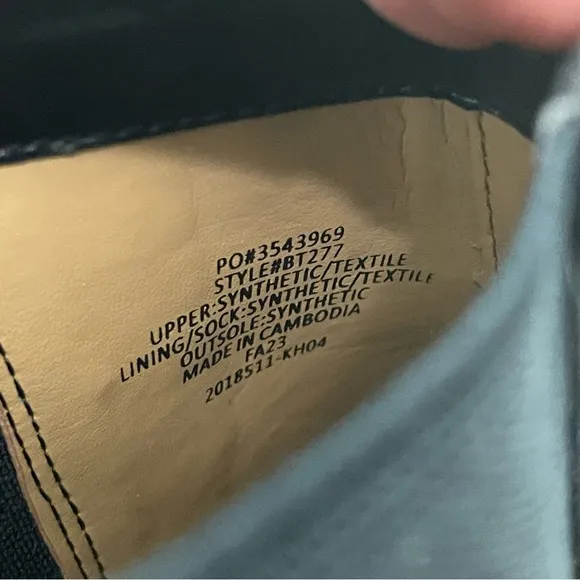 PO#3543969
STYLE#BT277
UPPER:SYNTHETIC/TEXTILE
LINING/SOCK:SYNTHETIC/TEXTILE
OUTSOLE:SYNTHETIC
MADE IN CAMBODIA
FA23
2018511-KH04